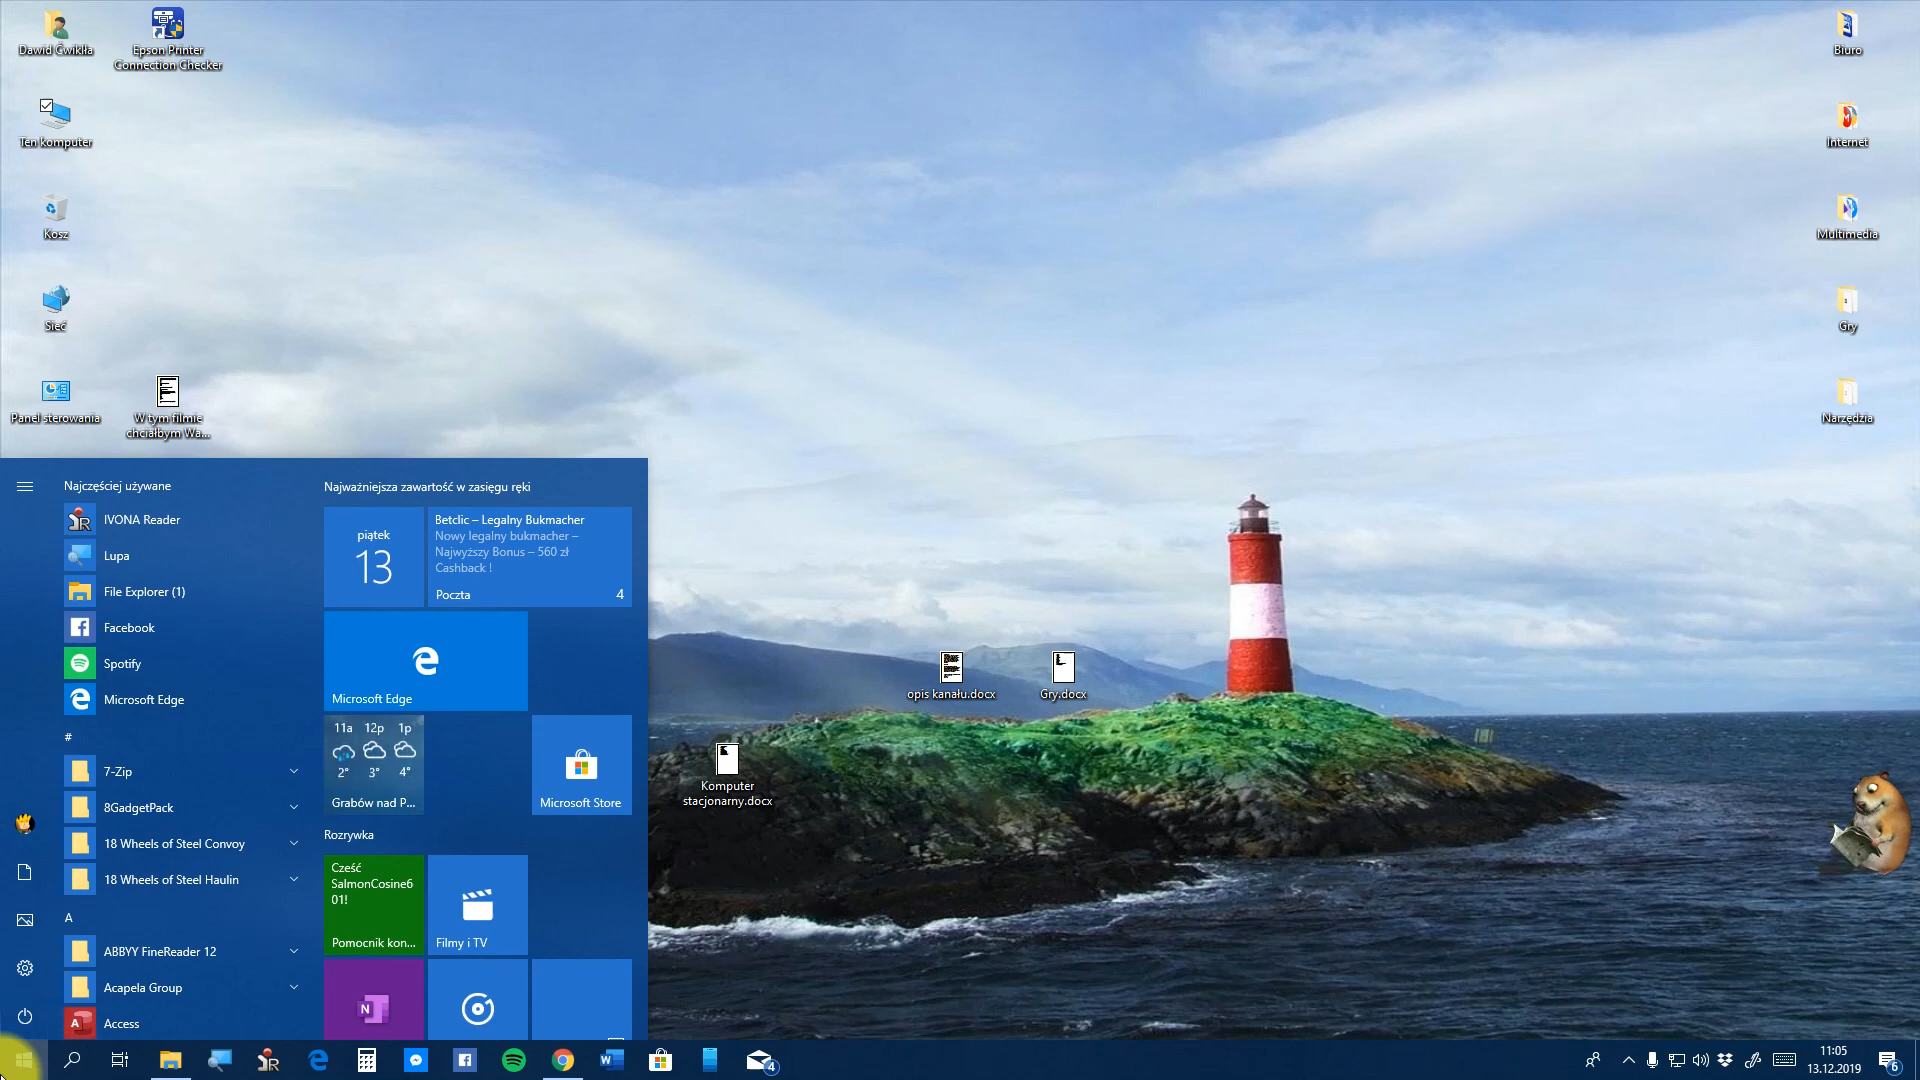 Dawid Ćwikłła
Epson Printer
Connection Checker
Ten komputer
Kosz
Sieć
Panel sterowania
W tym filmie
chciałbym Wa...
Biuro
Internet
Multimedia
Gry
Narzędzia
opis kanału.docx
Gry.docx
Komputer
stacjonarny.docx
Najczęściej używane
IVONA Reader
Lupa
File Explorer (1)
Facebook
Spotify
Microsoft Edge
#
7-Zip
8GadgetPack
18 Wheels of Steel Convoy
18 Wheels of Steel Haulin
A
ABBYY FineReader 12
Acapela Group
Access
Najważniejsza zawartość w zasięgu ręki
piątek
13
Betclic – Legalny Bukmacher
Nowy legalny bukmacher –
Najwyższy Bonus – 560 zł
Cashback !
Poczta
4
Microsoft Edge
11a 12p 1p
2° 3° 4°
Grabów nad P...
Microsoft Store
Rozrywka
Cześć
SalmonCosine6
01!
Pomocnik kon...
Filmy i TV
4
11:05
13.12.2019
6